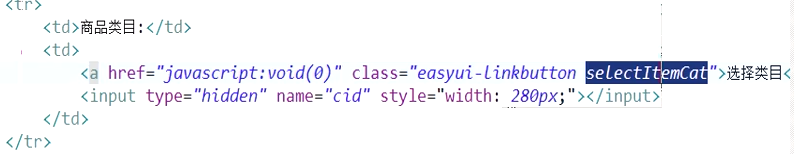 <tr>
<td>商品类目:</td>
<td>
<a href="javascript:void(0)" class="easyui-linkbutton selectItemCat">选择类目<
<input type="hidden" name="cid" style="width: 280px;"></input>
</td>
</tr>